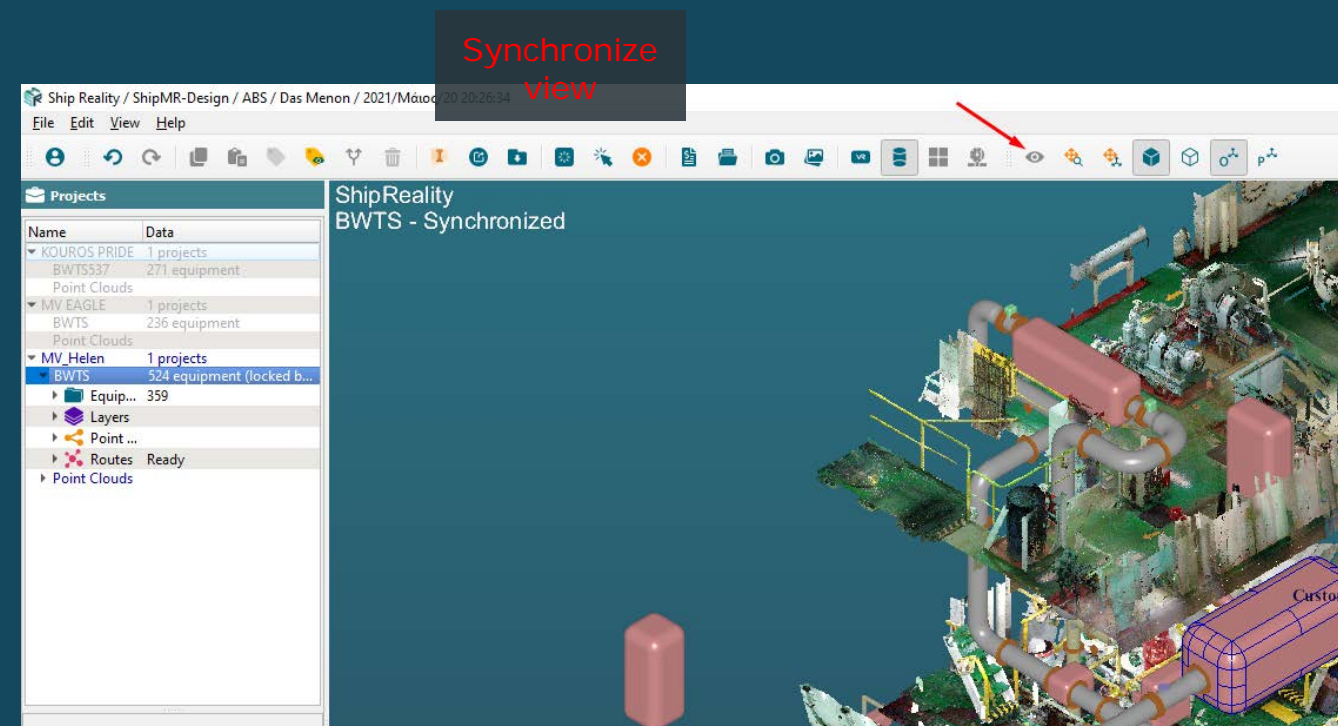 Synchronize
view
Ship Reality / ShipMR-Design / ABS / Das Menon / 2021/Μάιος/20 20:26:34
File Edit View Help
VR
Projects
ShipReality
BWTS - Synchronized
Name Data
KOUROS PRIDE 1 projects
BWTS537 271 equipment
Point Clouds
MV EAGLE 1 projects
BWTS 236 equipment
Point Clouds
MV_Helen 1 projects
BWTS 524 equipment (locked b...
Equip... 359
Layers
Point ...
Routes Ready
Point Clouds
Custo